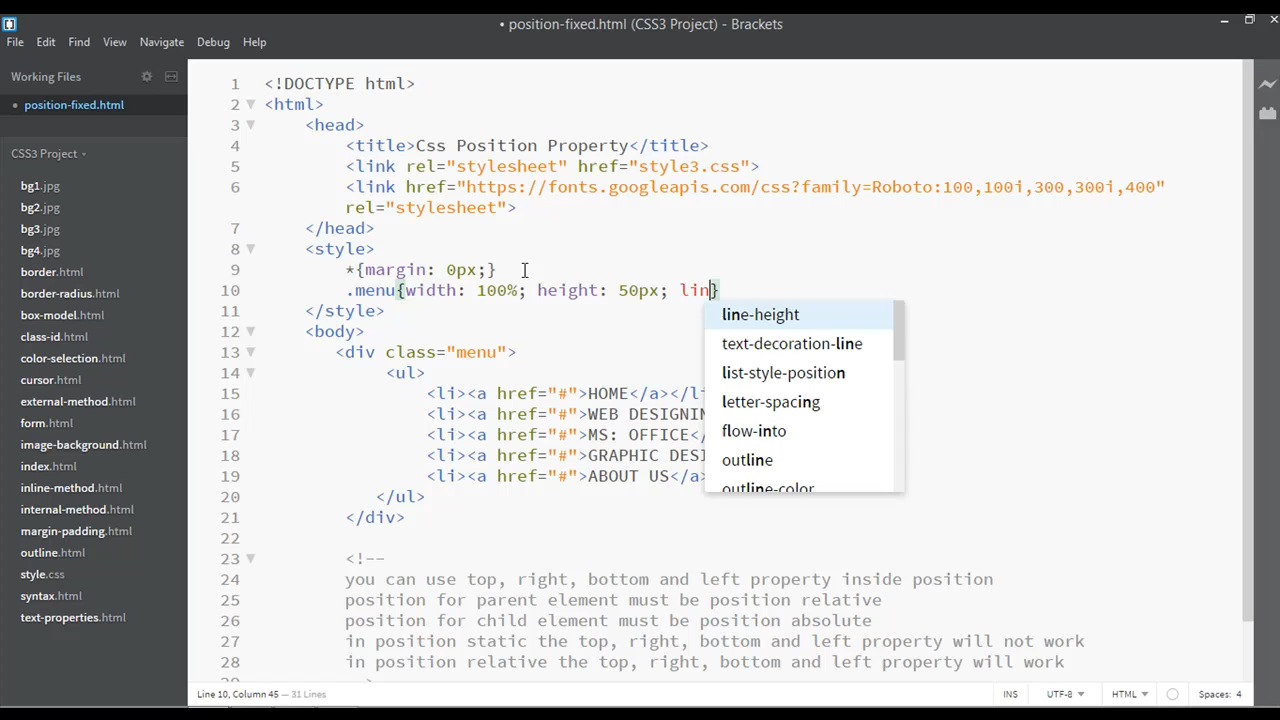 • position-fixed.html (CSS3 Project) - Brackets
File Edit Find View Navigate Debug Help
Working Files
• position-fixed.html
CSS3 Project
bg1.jpg
bg2.jpg
bg3.jpg
bg4.jpg
border.html
border-radius.html
box-model.html
class-id.html
color-selection.html
cursor.html
external-method.html
form.html
image-background.html
index.html
inline-method.html
internal-method.html
margin-padding.html
outline.html
style.css
syntax.html
text-properties.html
1 <!DOCTYPE html>
2 <html>
3 <head>
4 <title>Css Position Property</title>
5 <link rel="stylesheet" href="style3.css">
6 <link href="https://fonts.googleapis.com/css?family=Roboto:100,100i,300,300i,400"
rel="stylesheet">
7 </head>
8 <style>
9 *{margin: 0px;}
10 .menu{width: 100%; height: 50px; lin}
11 </style>
12 <body>
13 <div class="menu">
14 <ul>
15 <li><a href="#">HOME</a></li
16 <li><a href="#">WEB DESIGNIN
17 <li><a href="#">MS: OFFICE</
18 <li><a href="#">GRAPHIC DESI
19 <li><a href="#">ABOUT US</a>
20 </ul>
21 </div>
22
23 <!--
24 you can use top, right, bottom and left property inside position
25 position for parent element must be position relative
26 position for child element must be position absolute
27 in position static the top, right, bottom and left property will not work
28 in position relative the top, right, bottom and left property will work
line-height
text-decoration-line
list-style-position
letter-spacing
flow-into
outline
outline-color
Line 10, Column 45 — 31 Lines
INS UTF-8 HTML Spaces: 4